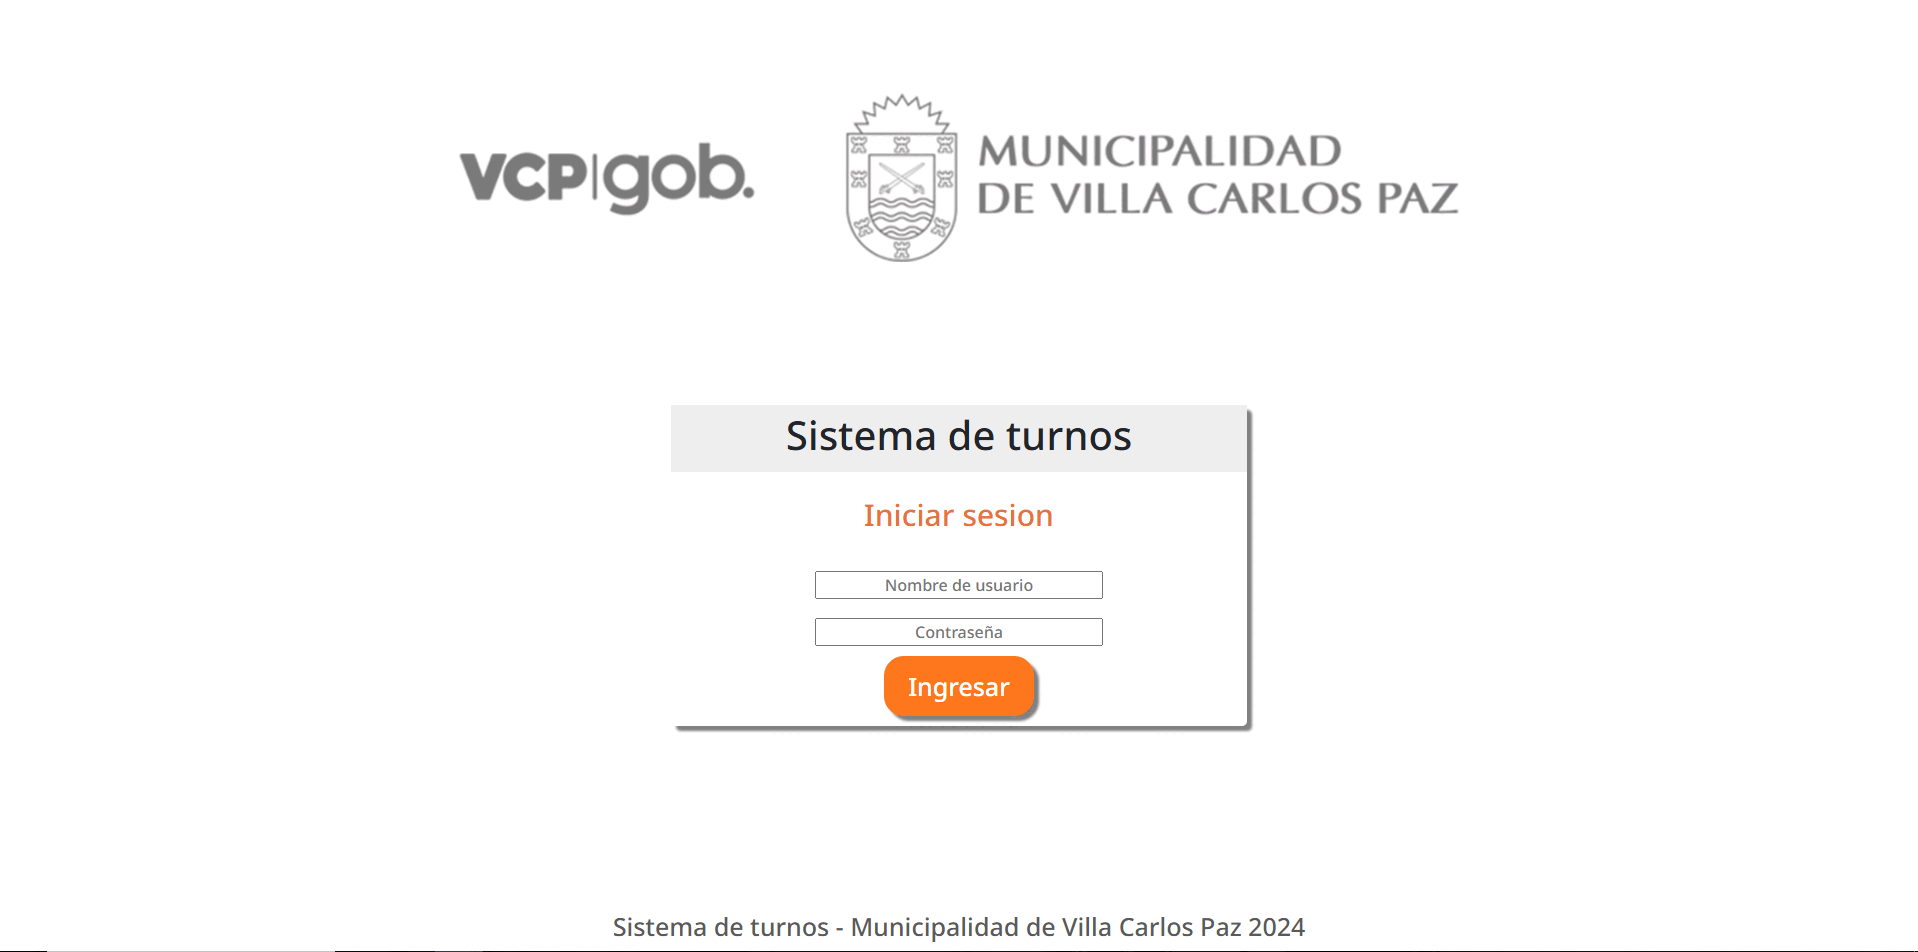 VCP|gob.
MUNICIPALIDAD
DE VILLA CARLOS PAZ
Sistema de turnos
Iniciar sesion
Nombre de usuario
Contraseña
Ingresar
Sistema de turnos - Municipalidad de Villa Carlos Paz 2024